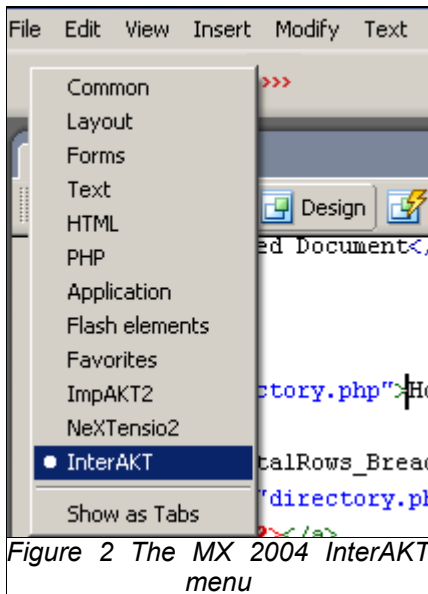 File Edit View Insert Modify Text
Common
>>>
Layout
Forms
Text
Design
HTML
ed Document</
PHP
Application
Flash elements
Favorites
ImpAKT2
ctory.php">Ho
NeXTensio2
InterAKT
talRows_Bread
"directory.ph
Show as Tabs
?></a>
Figure 2 The MX 2004 InterAKT
menu